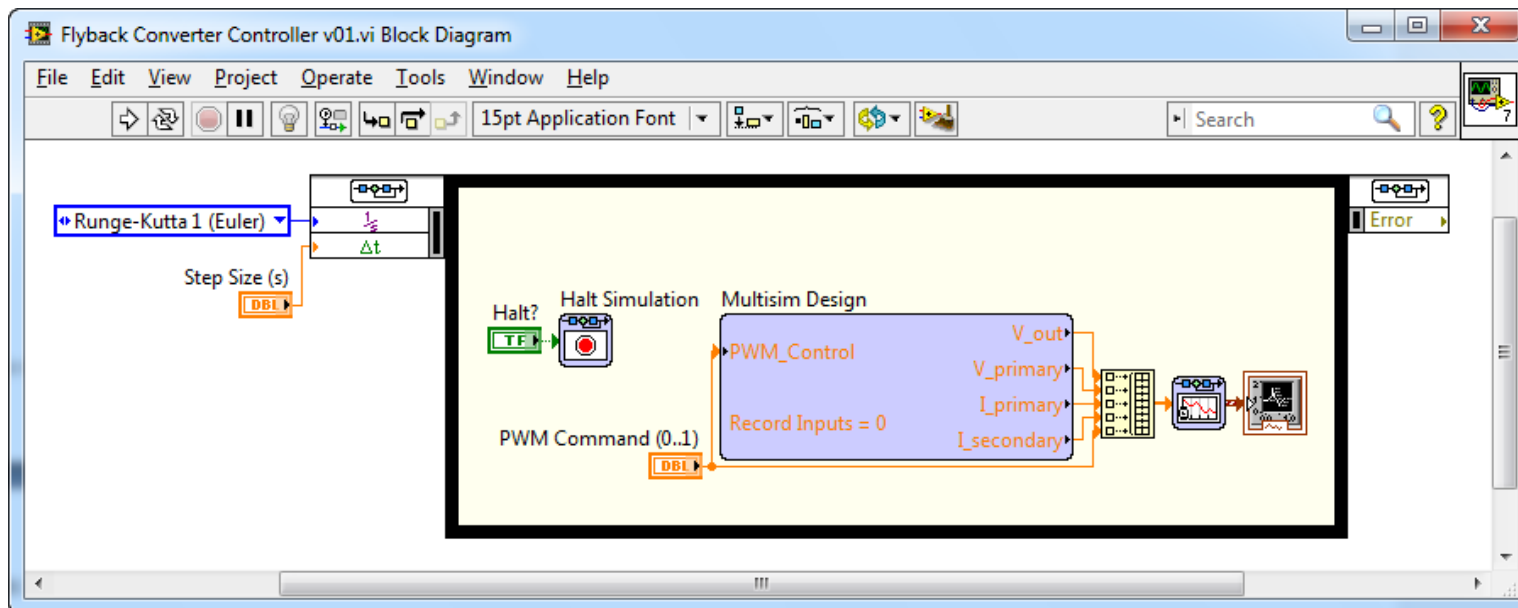 Flyback Converter Controller v01.vi Block Diagram
File Edit View Project Operate Tools Window Help
15pt Application Font
Search
?
7
Runge-Kutta 1 (Euler)
1/s
Error
Δt
Step Size (s)
DBL
Halt?
Halt Simulation
TF
Multisim Design
PWM_Control
V_out
V_primary
I_primary
Record Inputs = 0
I_secondary
PWM Command (0..1)
DBL